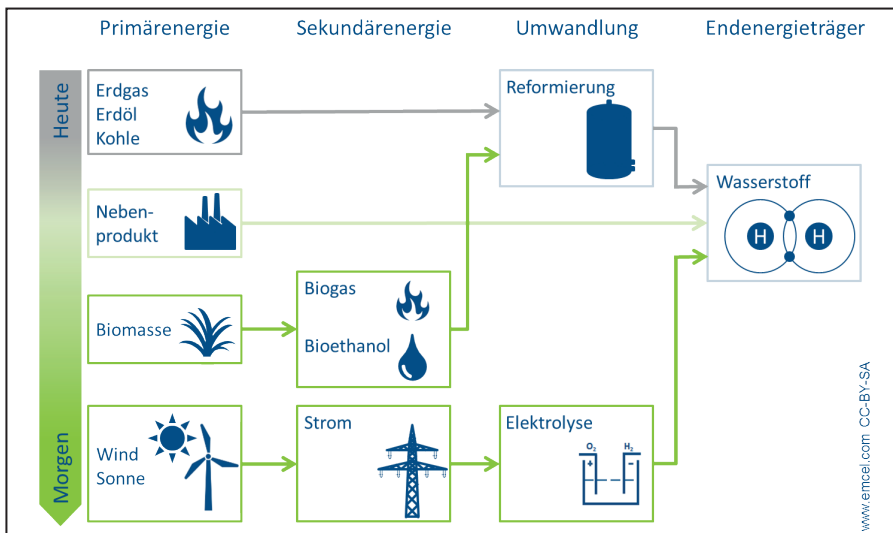 Primärenergie
Sekundärenergie
Umwandlung
Endenergieträger
Heute
Morgen
Erdgas
Erdöl
Kohle
Reformierung
Wasserstoff
H
H
Neben-
produkt
Biomasse
Biogas
Bioethanol
Wind
Sonne
Strom
Elektrolyse
O₂
H₂
+
-
www.emcel.com CC-BY-SA